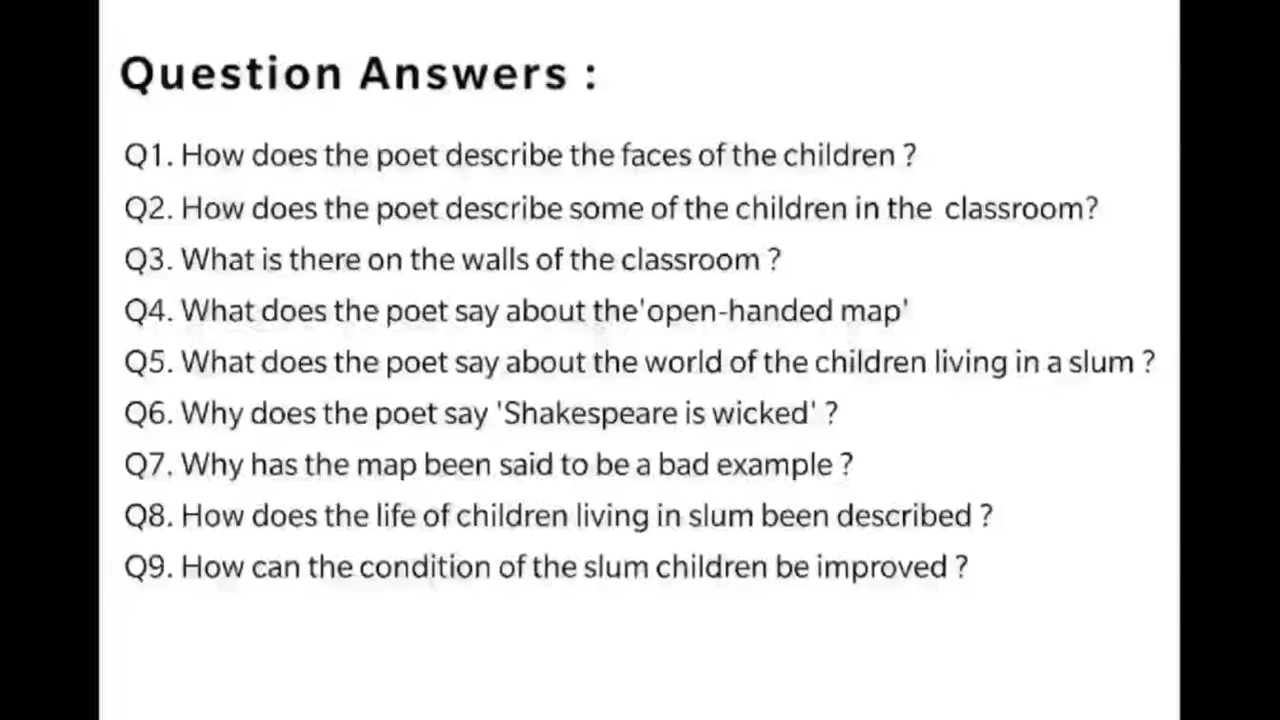 Question Answers :
Q1. How does the poet describe the faces of the children ?
Q2. How does the poet describe some of the children in the classroom?
Q3. What is there on the walls of the classroom ?
Q4. What does the poet say about the'open-handed map'
Q5. What does the poet say about the world of the children living in a slum ?
Q6. Why does the poet say 'Shakespeare is wicked' ?
Q7. Why has the map been said to be a bad example ?
Q8. How does the life of children living in slum been described ?
Q9. How can the condition of the slum children be improved ?